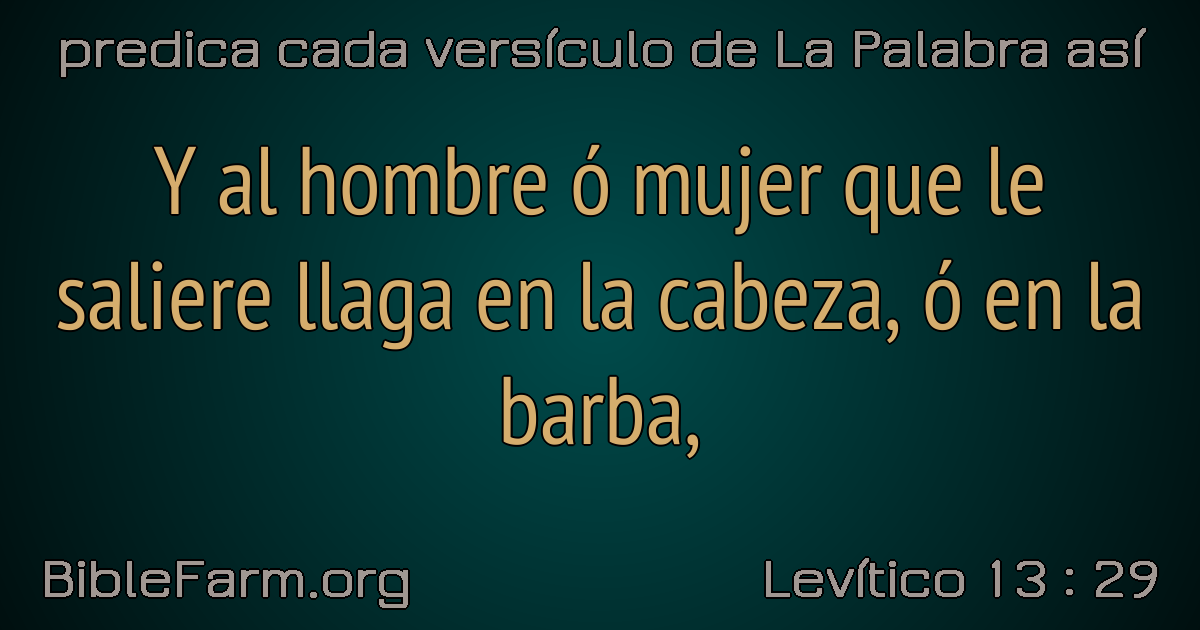 predica cada versículo de La Palabra así
Y al hombre ó mujer que le
saliere llaga en la cabeza, ó en la
barba,
BibleFarm.org
Levítico 13 : 29